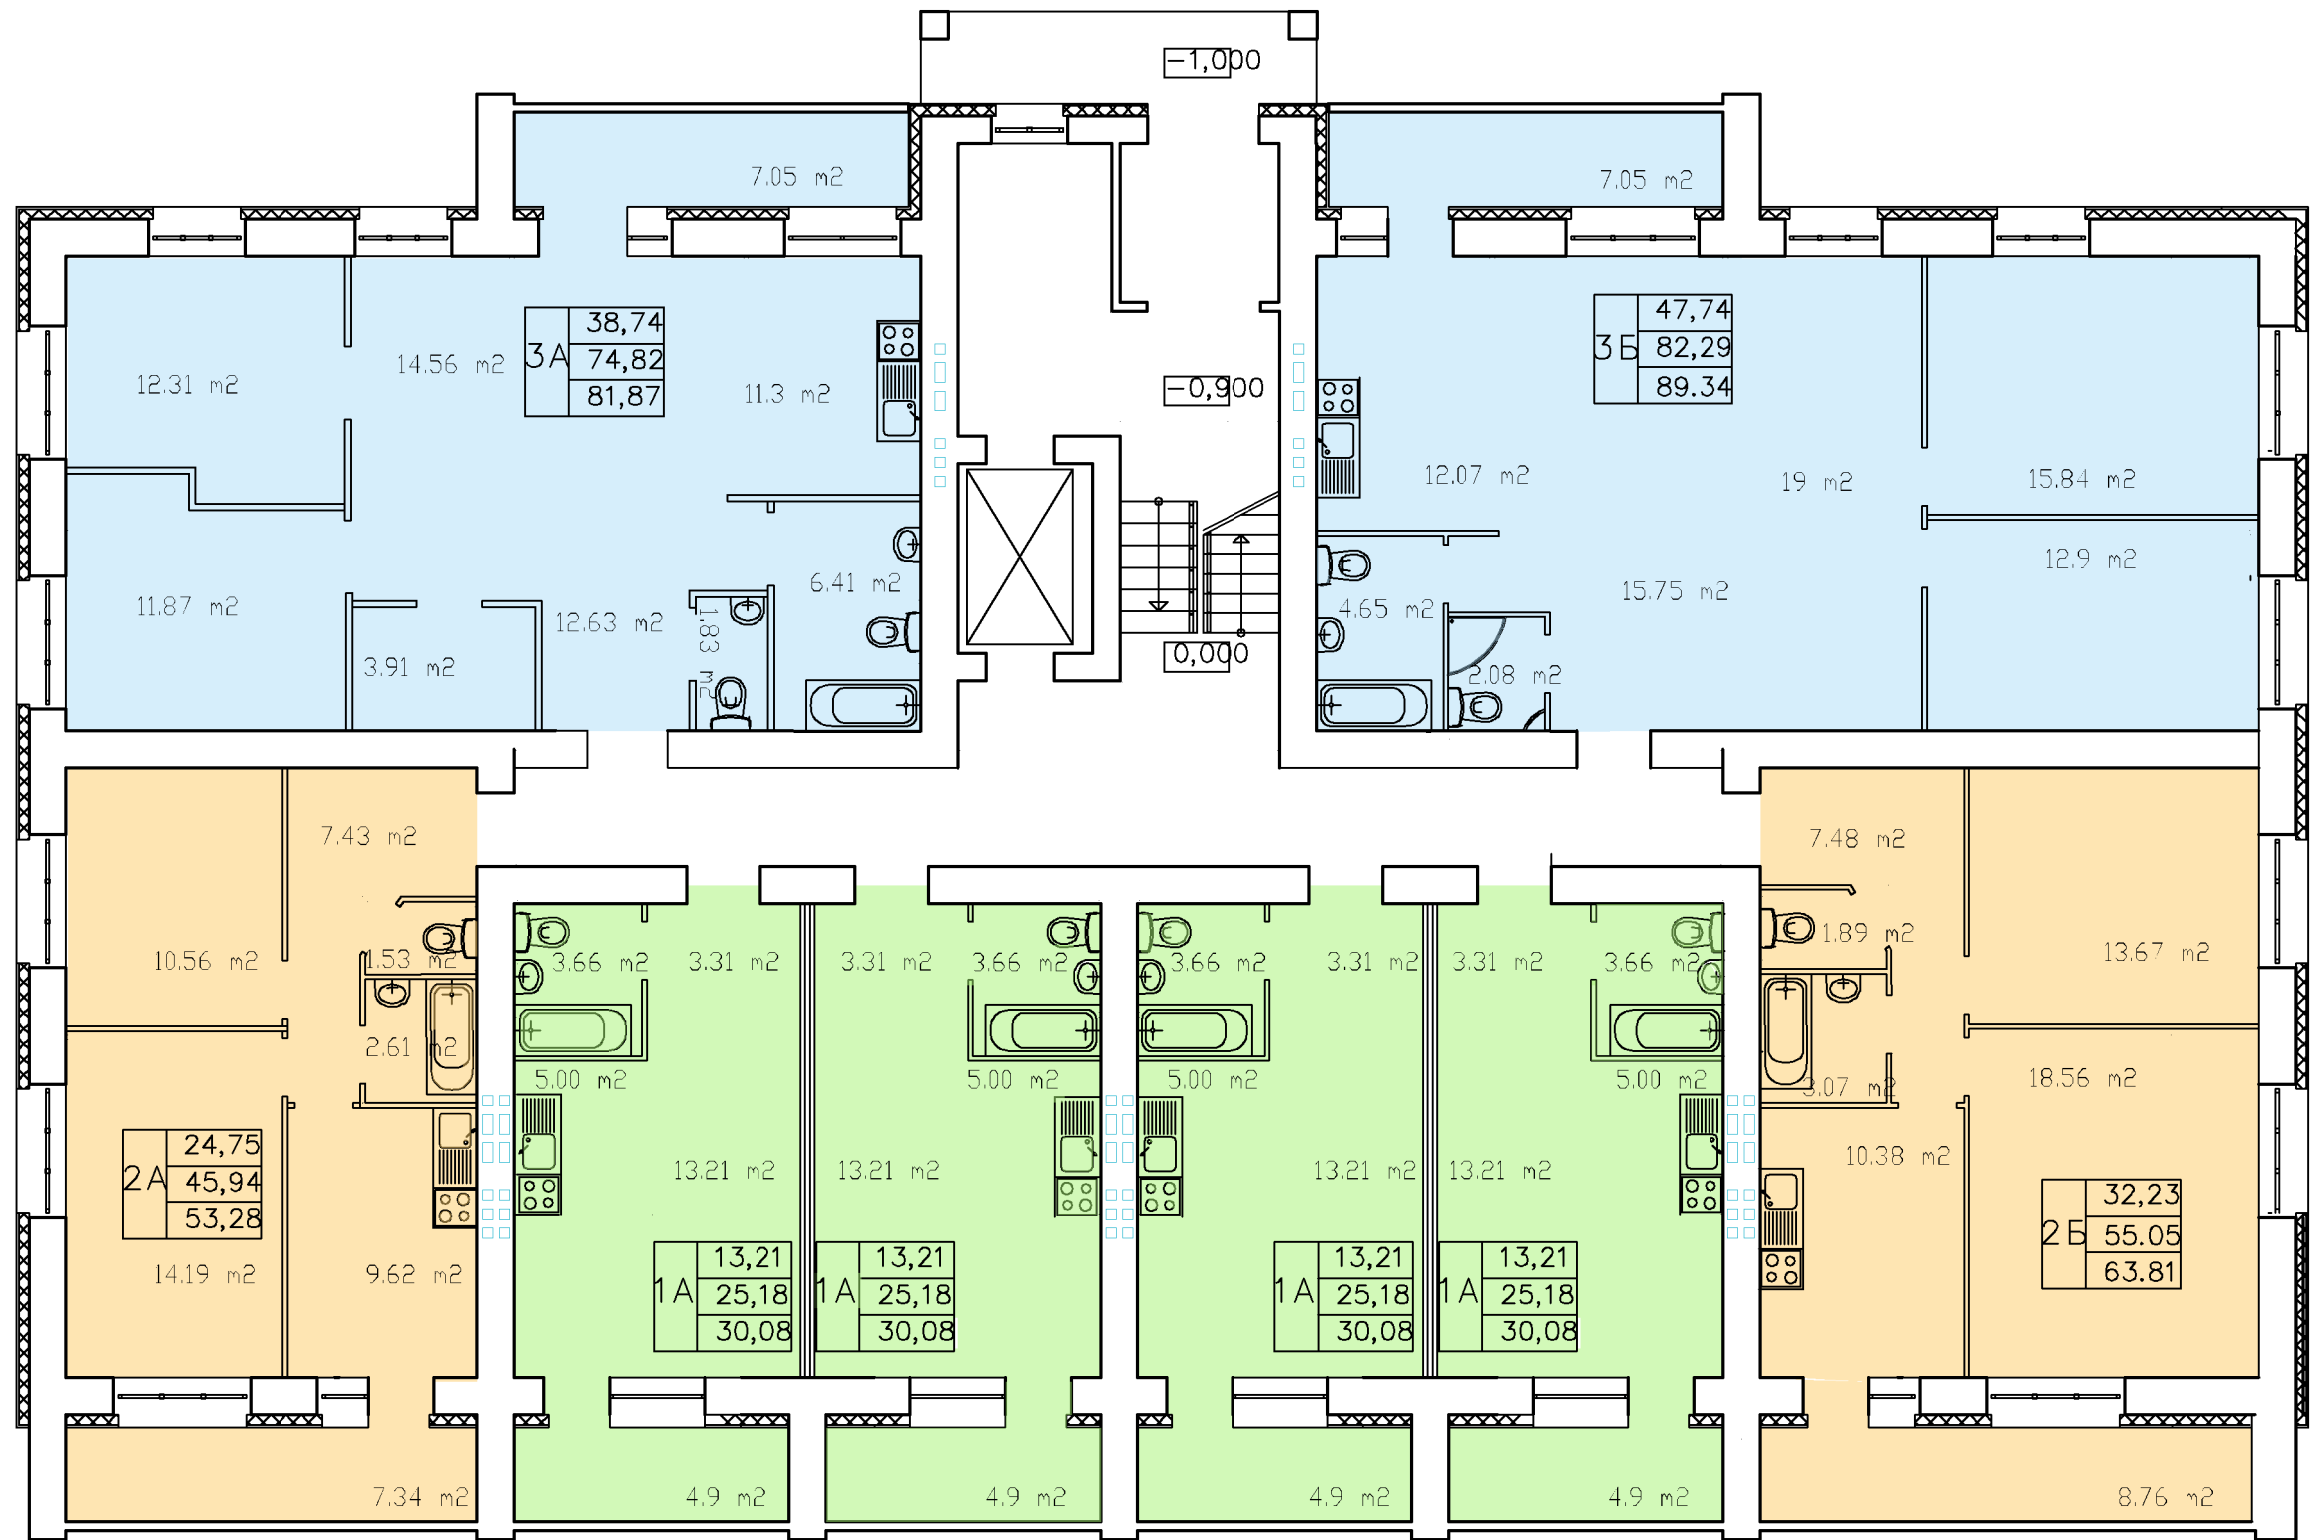 -1,000
7.05 m2
7.05 m2
3А
38,74
74,82
81,87
3Б
47,74
82,29
89.34
12.31 m2
14.56 m2
11.3 m2
-0,900
12.07 m2
19 m2
15.84 m2
11.87 m2
12.63 m2
1.83 m2
6.41 m2
3.91 m2
4.65 m2
15.75 m2
12.9 m2
2.08 m2
0,000
7.43 m2
7.48 m2
10.56 m2
1.53 m2
3.66 m2
3.31 m2
3.31 m2
3.66 m2
3.66 m2
3.31 m2
3.31 m2
3.66 m2
1.89 m2
13.67 m2
2.61 m2
5.00 m2
5.00 m2
5.00 m2
5.00 m2
3.07 m2
18.56 m2
2А
24,75
45,94
53,28
13.21 m2
13.21 m2
13.21 m2
13.21 m2
10.38 m2
2Б
32,23
55.05
63.81
14.19 m2
9.62 m2
1А
13,21
25,18
30,08
1А
13,21
25,18
30,08
1А
13,21
25,18
30,08
1А
13,21
25,18
30,08
7.34 m2
4.9 m2
4.9 m2
4.9 m2
4.9 m2
8.76 m2